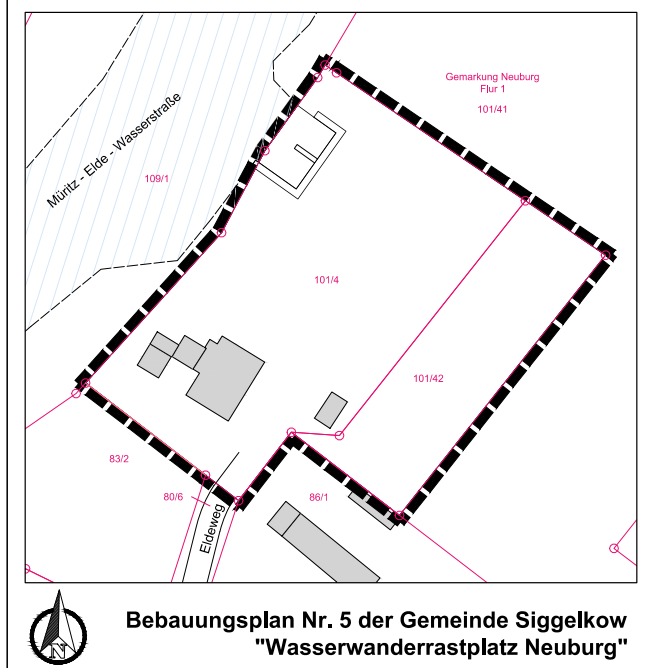 Gemarkung Neuburg
Flur 1
101/41
Müritz - Elde - Wasserstraße
109/1
101/4
101/42
83/2
80/6
86/1
Eldeweg
N
Bebauungsplan Nr. 5 der Gemeinde Siggelkow
"Wasserwanderrastplatz Neuburg"